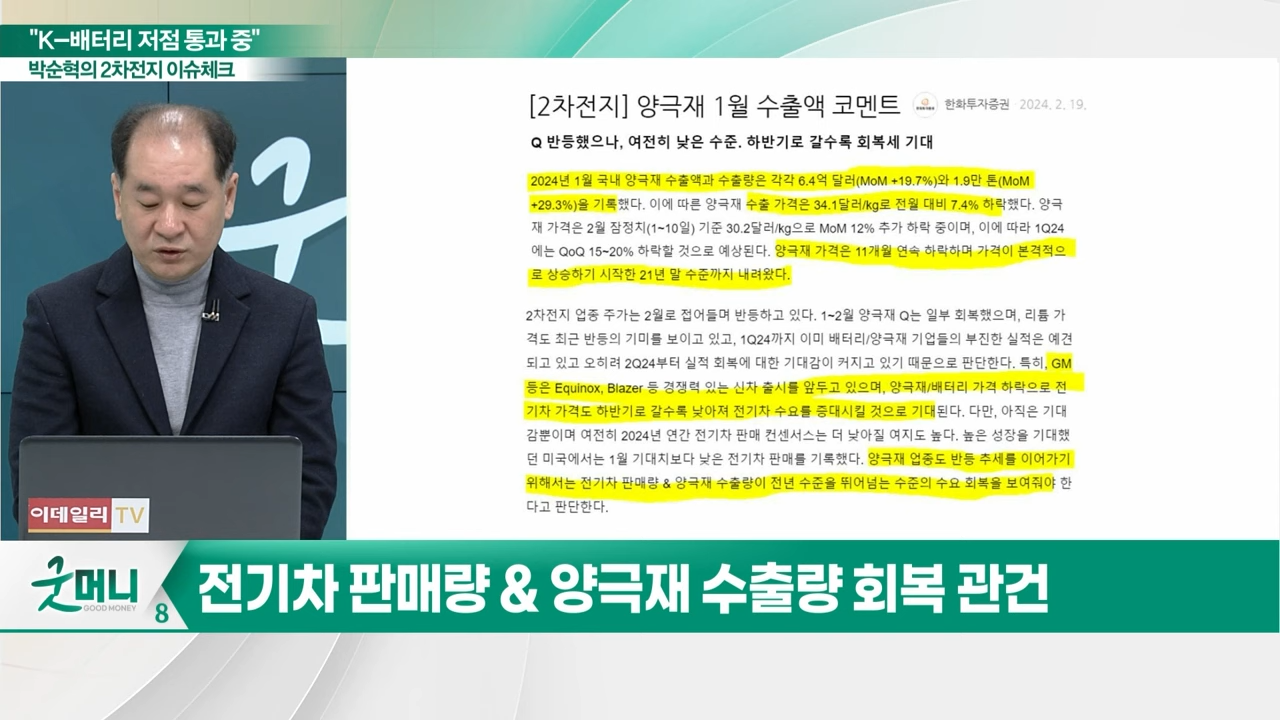 "K-배터리 저점 통과 중"
박순혁의 2차전지 이슈체크
[2차전지] 양극재 1월 수출액 코멘트 한화투자증권 · 2024. 2. 19.
Q 반등했으나, 여전히 낮은 수준. 하반기로 갈수록 회복세 기대
2024년 1월 국내 양극재 수출액과 수출량은 각각 6.4억 달러(MoM +19.7%)와 1.9만 톤(MoM
+29.3%)을 기록했다. 이에 따른 양극재 수출 가격은 34.1달러/kg로 전월 대비 7.4% 하락했다. 양극
재 가격은 2월 잠정치(1~10일) 기준 30.2달러/kg으로 MoM 12% 추가 하락 중이며, 이에 따라 1Q24
에는 QoQ 15~20% 하락할 것으로 예상된다. 양극재 가격은 11개월 연속 하락하며 가격이 본격적으
로 상승하기 시작한 21년 말 수준까지 내려왔다.
2차전지 업종 주가는 2월로 접어들며 반등하고 있다. 1~2월 양극재 Q는 일부 회복했으며, 리튬 가
격도 최근 반등의 기미를 보이고 있고, 1Q24까지 이미 배터리/양극재 기업들의 부진한 실적은 예견
되고 있고 오히려 2Q24부터 실적 회복에 대한 기대감이 커지고 있기 때문으로 판단한다. 특히, GM
등은 Equinox, Blazer 등 경쟁력 있는 신차 출시를 앞두고 있으며, 양극재/배터리 가격 하락으로 전
기차 가격도 하반기로 갈수록 낮아져 전기차 수요를 증대시킬 것으로 기대된다. 다만, 아직은 기대
감뿐이며 여전히 2024년 연간 전기차 판매 컨센서스는 더 낮아질 여지도 높다. 높은 성장을 기대했
던 미국에서는 1월 기대치보다 낮은 전기차 판매를 기록했다. 양극재 업종도 반등 추세를 이어가기
위해서는 전기차 판매량 & 양극재 수출량이 전년 수준을 뛰어넘는 수준의 수요 회복을 보여줘야 한
다고 판단한다.
이데일리 TV
굿머니
GOOD MONEY
8
전기차 판매량 & 양극재 수출량 회복 관건